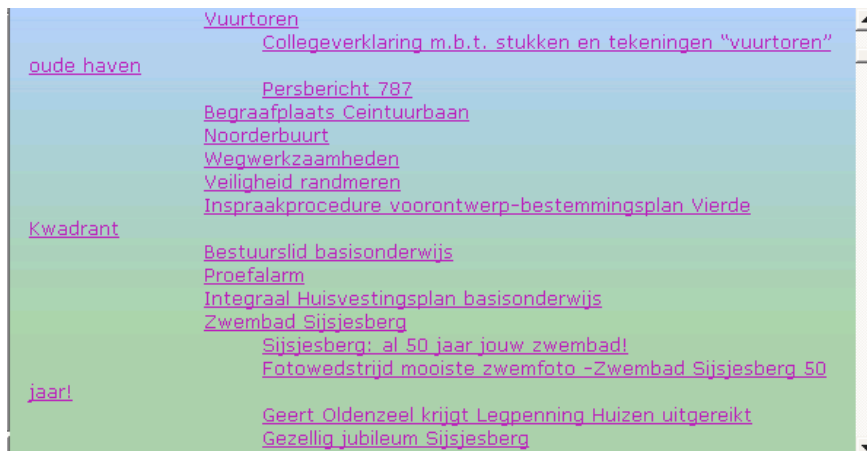 Vuurtoren
Collegeverklaring m.b.t. stukken en tekeningen “vuurtoren”
oude haven
Persbericht 787
Begraafplaats Ceintuurbaan
Noorderbuurt
Wegwerkzaamheden
Veiligheid randmeren
Inspraakprocedure voorontwerp-bestemmingsplan Vierde
Kwadrant
Bestuurslid basisonderwijs
Proefalarm
Integraal Huisvestingsplan basisonderwijs
Zwembad Sijsjesberg
Sijsjesberg: al 50 jaar jouw zwembad!
Fotowedstrijd mooiste zwemfoto -Zwembad Sijsjesberg 50
jaar!
Geert Oldenzeel krijgt Legpenning Huizen uitgereikt
Gezellig jubileum Sijsjesberg